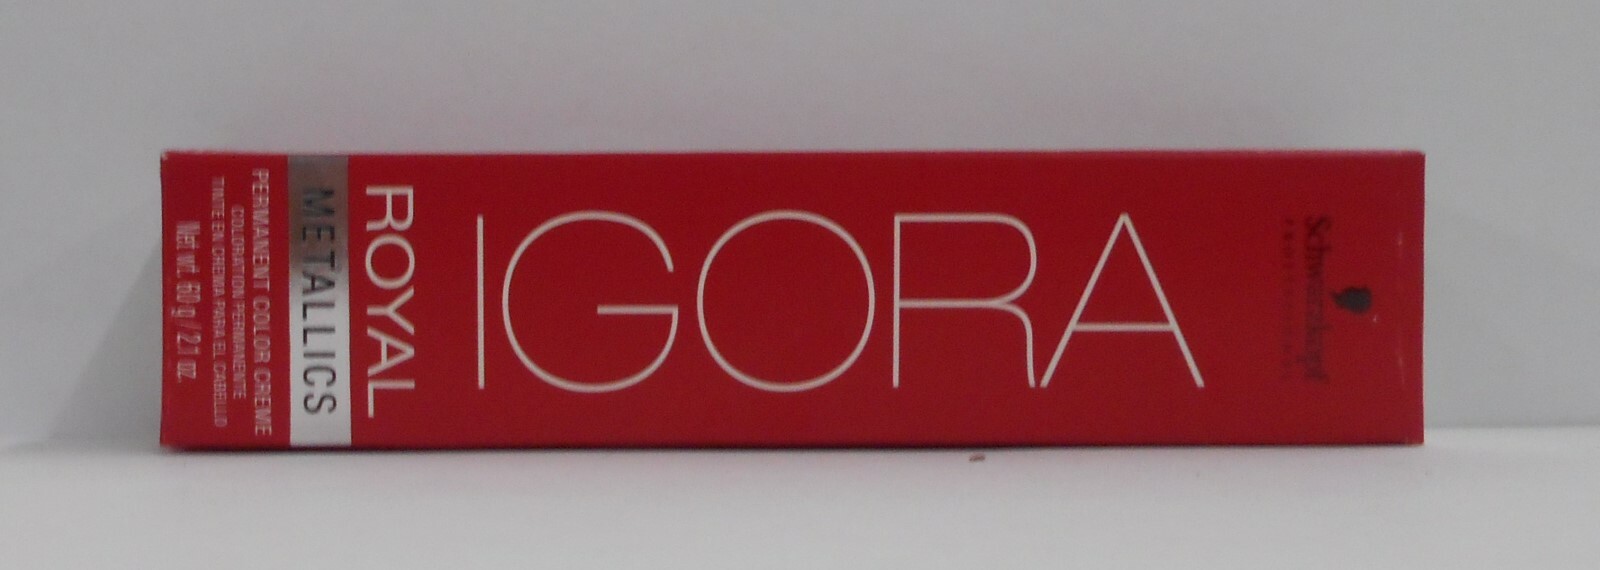 Schwarzkopf
PROFESSIONAL
IGORA
ROYAL
METALLICS
PERMANENT COLOR CREME
COLORATION PERMANENTE
TINTE EN CREMA PARA EL CABELLO
Net wt. 60 g / 2.1 oz.